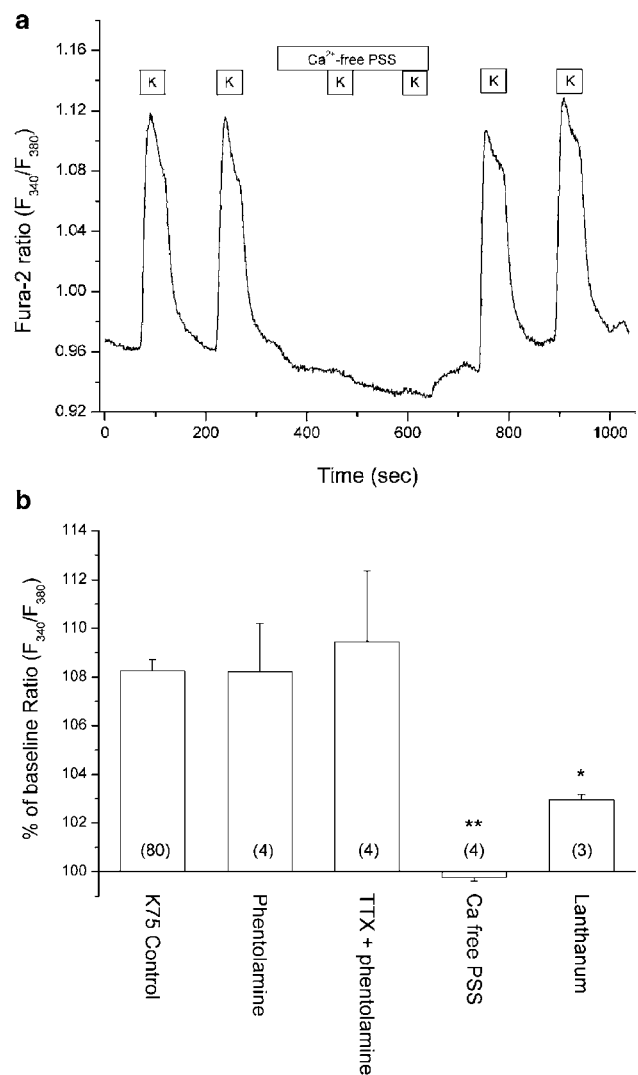 a
1.16
1.12
1.08
1.04
1.00
0.96
0.92
Fura-2 ratio (F340/F380)
Ca2+-free PSS
K K K K K K
0 200 400 600 800 1000
Time (sec)
b
114
112
110
108
106
104
102
100
% of baseline Ratio (F340/F380)
** *
(80) (4) (4) (4) (3)
K75 Control
Phentolamine
TTX + phentolamine
Ca free PSS
Lanthanum